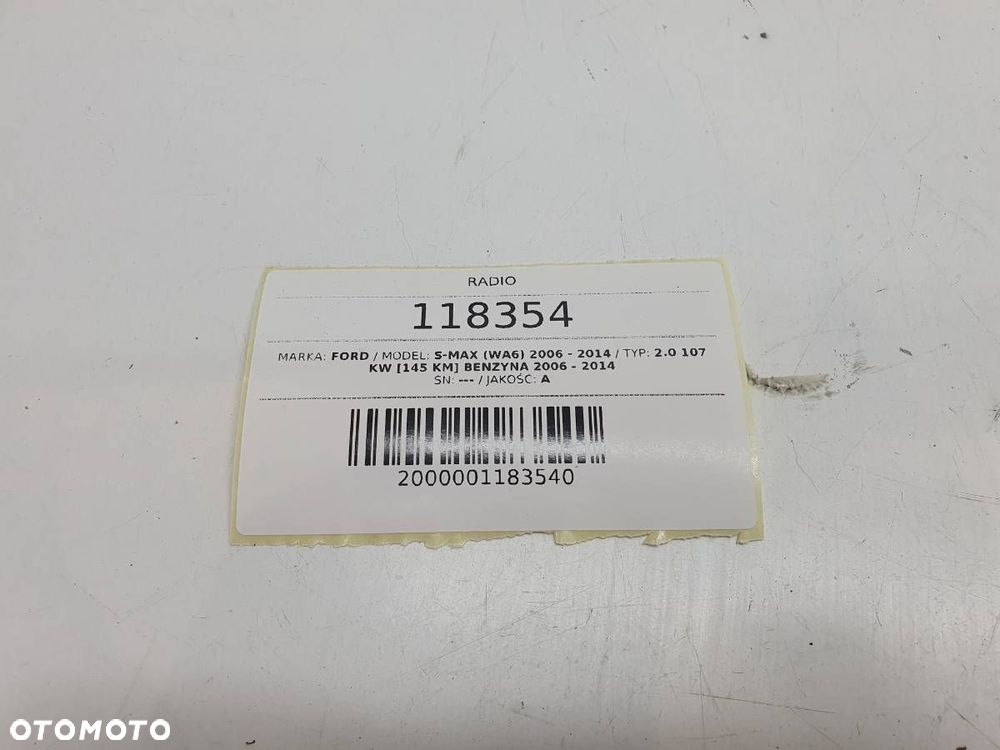 RADIO
118354
MARKA: FORD / MODEL: S-MAX (WA6) 2006 - 2014 / TYP: 2.0 107
KW [145 KM] BENZYNA 2006 - 2014
SN: --- / JAKOŚĆ: A
2000001183540
OTOMOTO